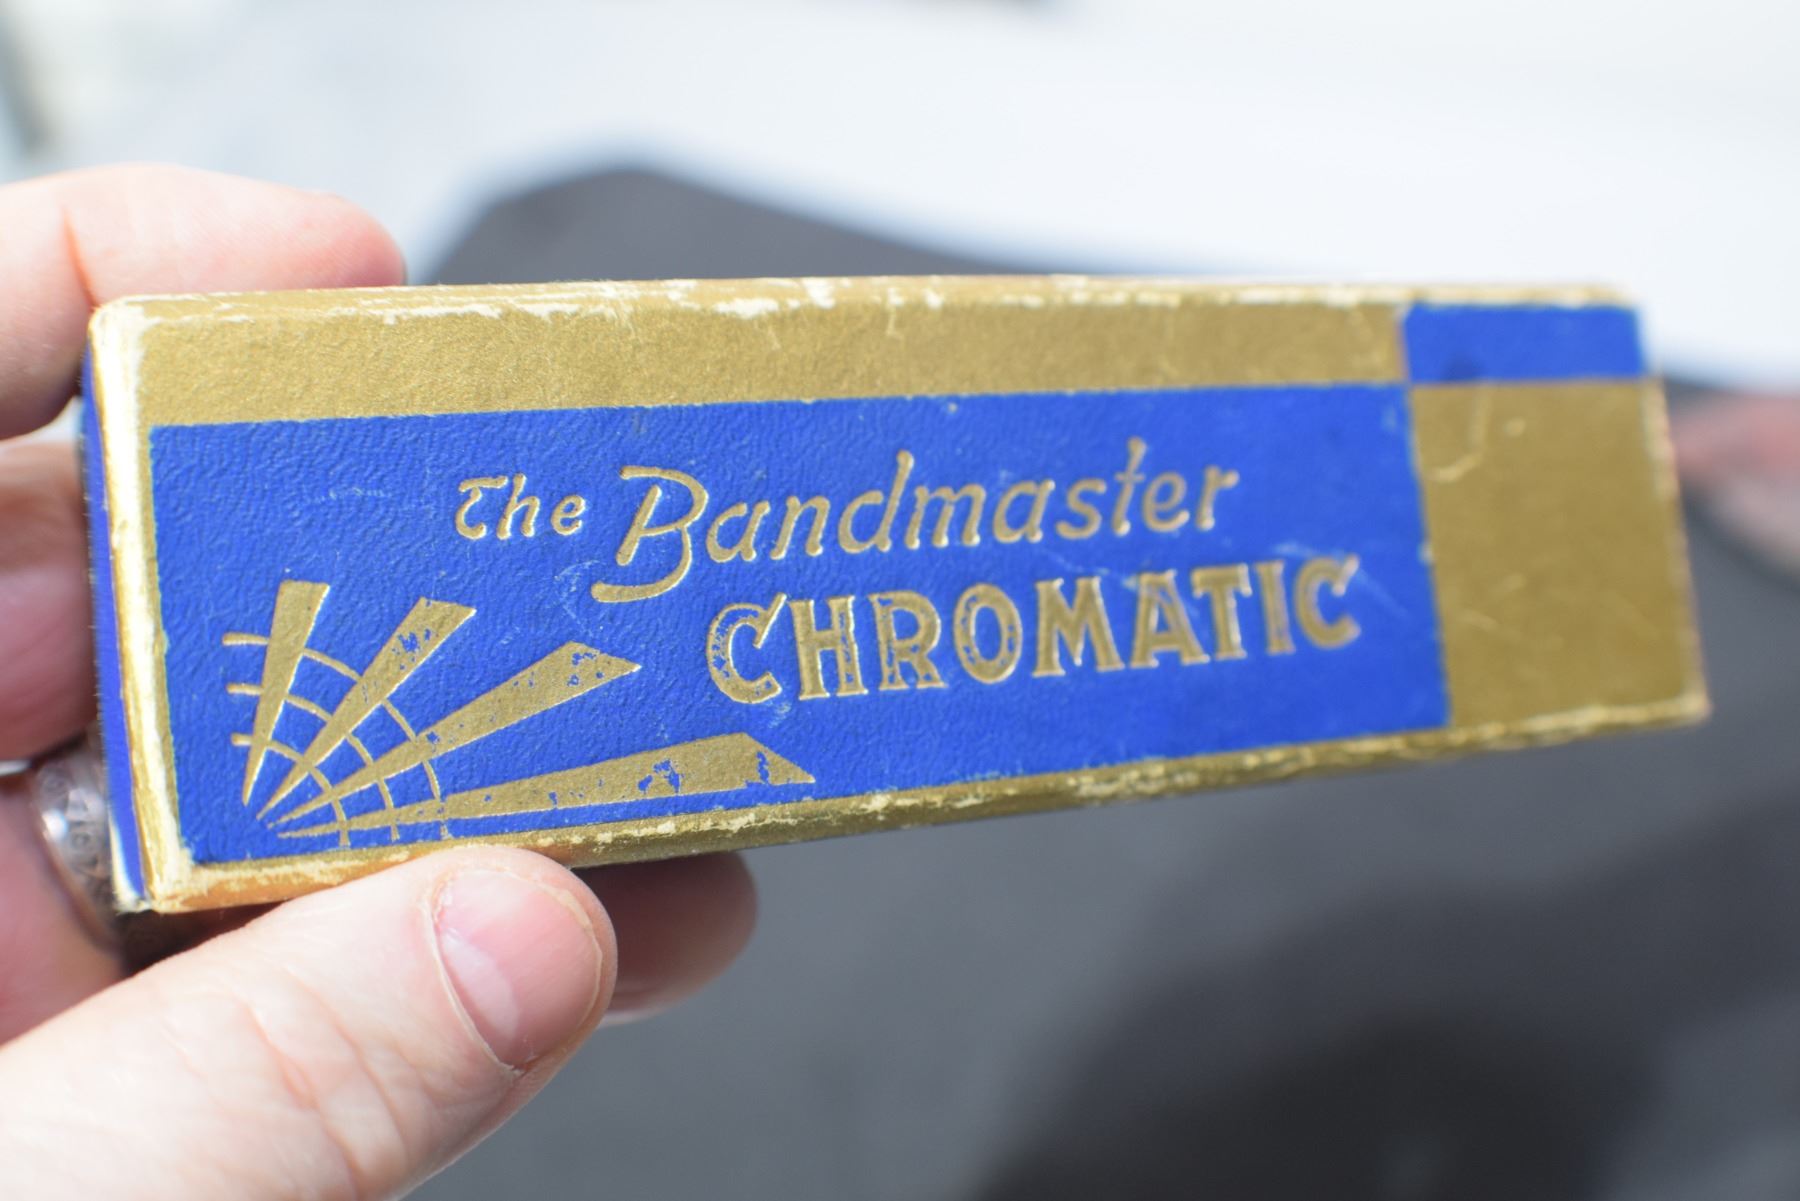 The Bandmaster
CHROMATIC